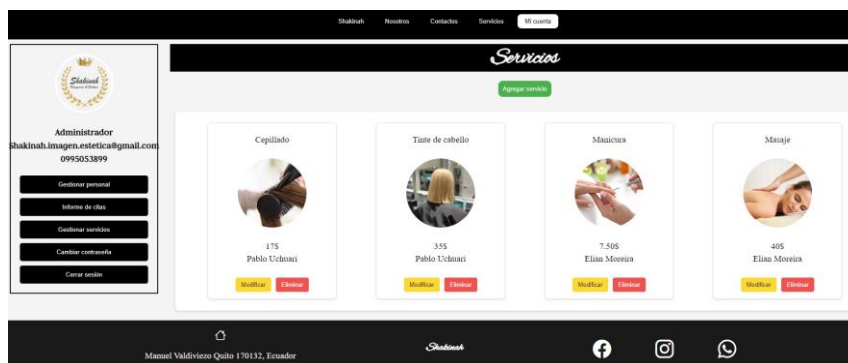 Shakinah Nosotros Contactos Servicios Mi cuenta
Servicios
Agregar servicio
Shakinah
Administrador
Shakinah.imagen.estetica@gmail.com
0995053899
Gestionar personal
Informe de citas
Gestionar servicios
Cambiar contraseña
Cerrar sesión
Cepillado
17$
Pablo Uchuari
Modificar Eliminar
Tinte de cabello
35$
Pablo Uchuari
Modificar Eliminar
Manicura
7.50$
Elian Moreira
Modificar Eliminar
Masaje
40$
Elian Moreira
Modificar Eliminar
Manuel Valdiviezo Quito 170132, Ecuador
Shakinah